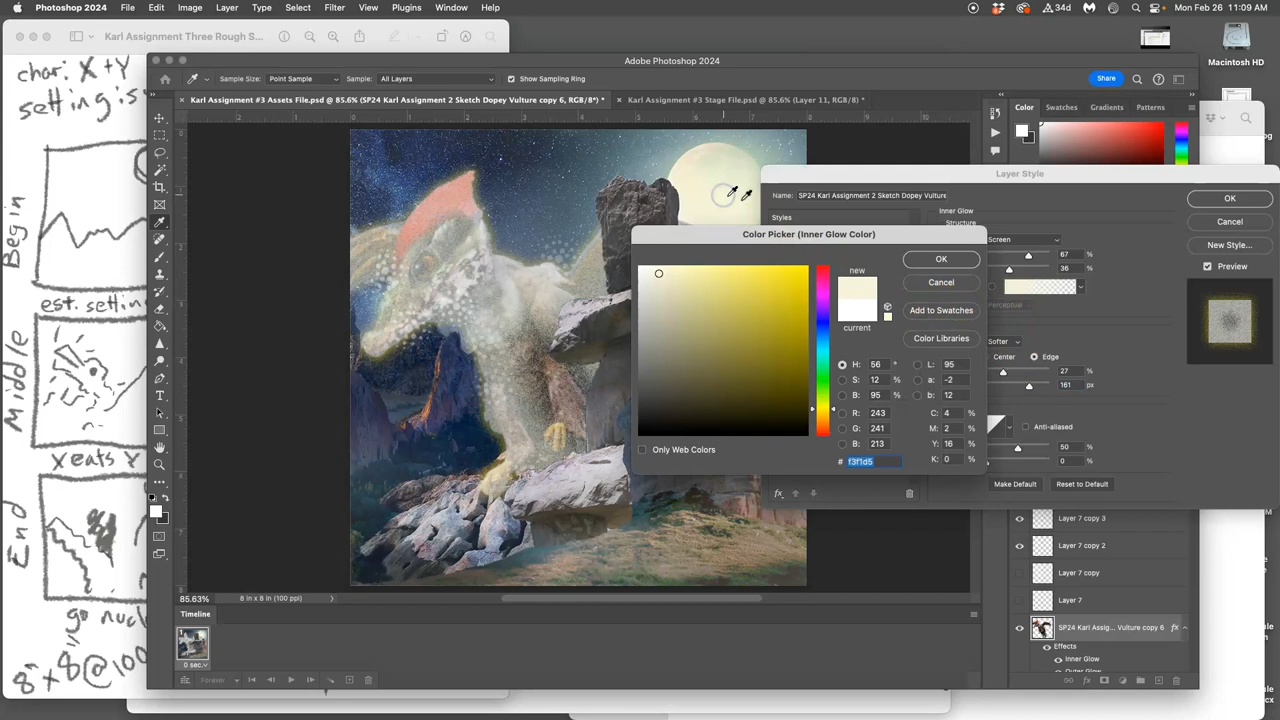 Photoshop 2024 File Edit Image Layer Type Select Filter View Plugins Window Help 34d Mon Feb 26 11:09 AM
Karl Assignment Three Rough S...
Adobe Photoshop 2024
Macintosh HD
Sample Size: Point Sample Sample: All Layers Show Sampling Ring Share
Karl Assignment #3 Assets File.psd @ 85.6% (SP24 Karl Assignment 2 Sketch Dopey Vulture copy 6, RGB/8*) *
Karl Assignment #3 Stage File.psd @ 85.6% (Layer 11, RGB/8) *
Color Swatches Gradients Patterns
char: X + Y
Begin
est.
Middle
X eats Y
End
8" x 8" @ 100
Layer Style
Name: SP24 Karl Assignment 2 Sketch Dopey Vulture
Styles
Inner Glow
Structure
Screen
67 %
36 %
Perceptual
Softer
Center Edge
27 %
161 px
Anti-aliased
50 %
0 %
Make Default Reset to Default
fx
OK
Cancel
New Style...
Preview
Color Picker (Inner Glow Color)
new
current
OK
Cancel
Add to Swatches
Color Libraries
H: 56 ° L: 95
S: 12 % a: -2
B: 95 % b: 12
R: 243 C: 4 %
G: 241 M: 2 %
B: 213 Y: 16 %
# f3f1d5 K: 0 %
Only Web Colors
Layer 7 copy 3
Layer 7 copy 2
Layer 7 copy
Layer 7
SP24 Karl Assig... Vulture copy 6 fx
Effects
Inner Glow
85.63% 8 in x 8 in (100 ppi)
Timeline
1
0 sec.
Forever